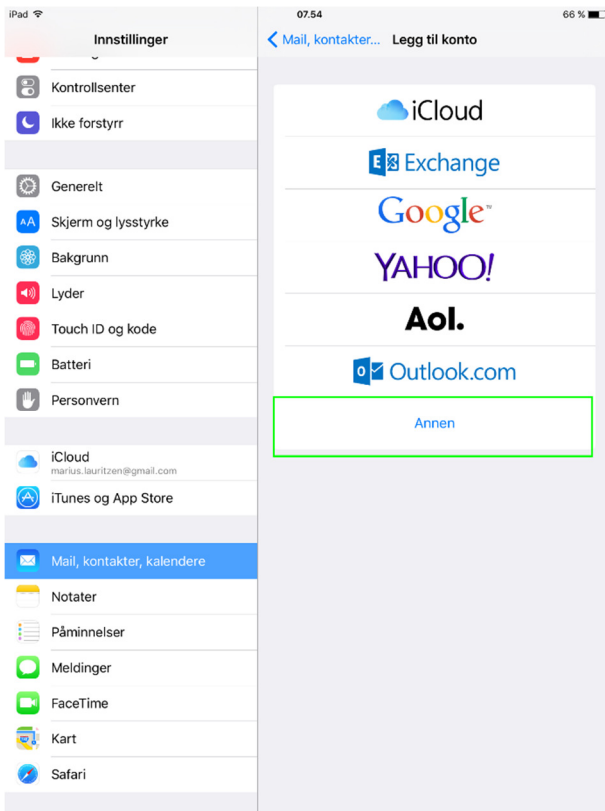 iPad
07.54
66 %
Innstillinger
Mail, kontakter...
Legg til konto
Kontrollsenter
Ikke forstyrr
Generelt
AA
Skjerm og lysstyrke
Bakgrunn
Lyder
Touch ID og kode
Batteri
Personvern
iCloud
marius.lauritzen@gmail.com
iTunes og App Store
Mail, kontakter, kalendere
Notater
Påminnelser
Meldinger
FaceTime
Kart
Safari
iCloud
Exchange
Google™
YAHOO!
Aol.
Outlook.com
Annen